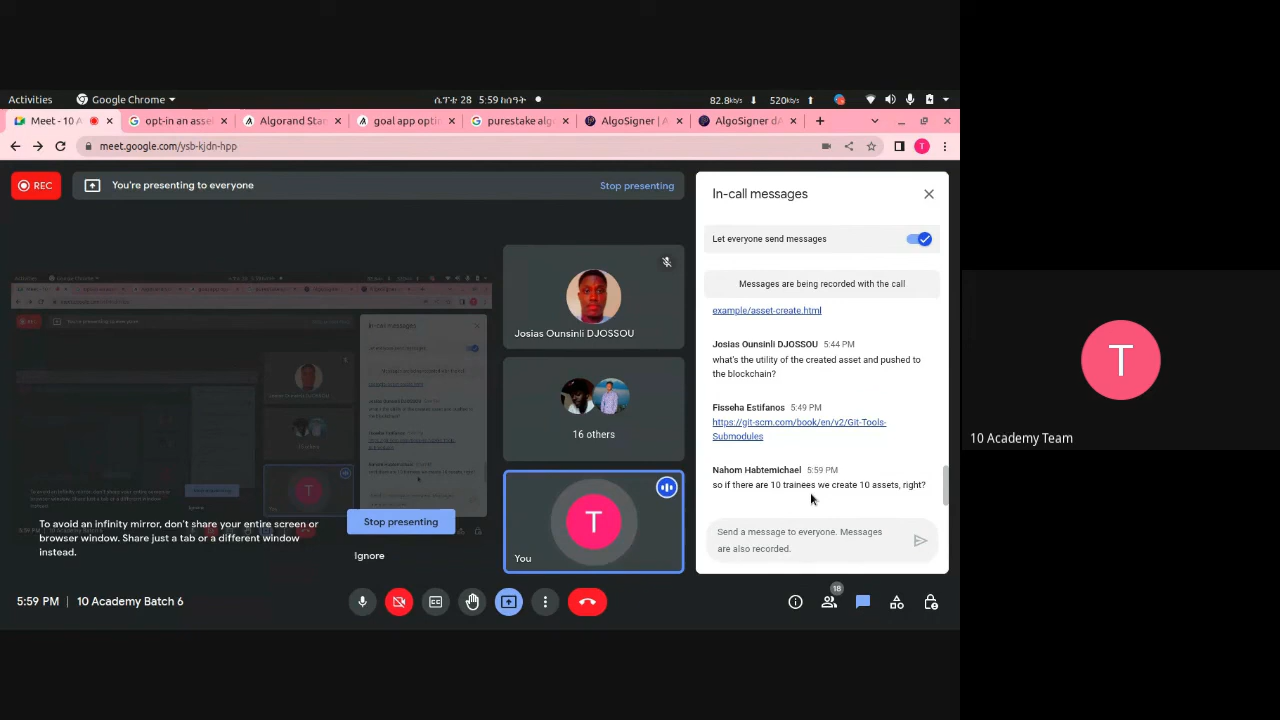 Activities
Google Chrome
ሴፕቴ 28 5:59 ከሰዓት
82.8kb/s
520kb/s
Meet - 10 A
opt-in an asse
Algorand Sta
goal app opti
purestake algo
AlgoSigner | A
AlgoSigner dA
meet.google.com/ysb-kjdn-hpp
T
REC
You're presenting to everyone
Stop presenting
In-call messages
Let everyone send messages
Messages are being recorded with the call
example/asset-create.html
Josias Ounsinli DJOSSOU 5:44 PM
what's the utility of the created asset and pushed to
the blockchain?
Fisseha Estifanos 5:49 PM
https://git-scm.com/book/en/v2/Git-Tools-
Submodules
Nahom Habtemichael 5:59 PM
so if there are 10 trainees we create 10 assets, right?
Send a message to everyone. Messages
are also recorded.
Josias Ounsinli DJOSSOU
16 others
T
You
To avoid an infinity mirror, don't share your entire screen or
browser window. Share just a tab or a different window
instead.
Stop presenting
Ignore
5:59 PM | 10 Academy Batch 6
18
T
10 Academy Team